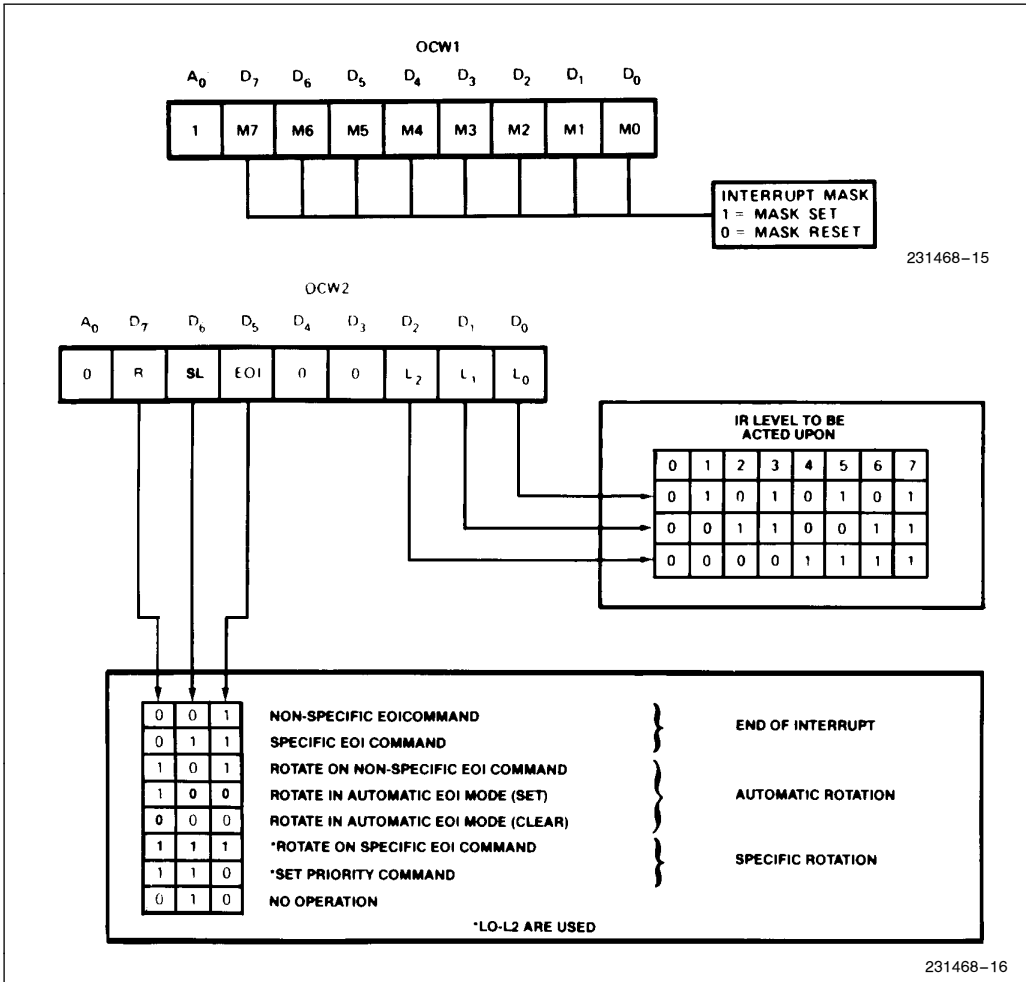 OCW1
A0 D7 D6 D5 D4 D3 D2 D1 D0
1 M7 M6 M5 M4 M3 M2 M1 M0
INTERRUPT MASK
1 = MASK SET
0 = MASK RESET
231468–15
OCW2
A0 D7 D6 D5 D4 D3 D2 D1 D0
0 R SL EOI 0 0 L2 L1 L0
IR LEVEL TO BE
ACTED UPON
0 1 2 3 4 5 6 7
0 1 0 1 0 1 0 1
0 0 1 1 0 0 1 1
0 0 0 0 1 1 1 1
0 0 1 NON-SPECIFIC EOICOMMAND
0 1 1 SPECIFIC EOI COMMAND
END OF INTERRUPT
1 0 1 ROTATE ON NON-SPECIFIC EOI COMMAND
1 0 0 ROTATE IN AUTOMATIC EOI MODE (SET)
0 0 0 ROTATE IN AUTOMATIC EOI MODE (CLEAR)
AUTOMATIC ROTATION
1 1 1 *ROTATE ON SPECIFIC EOI COMMAND
1 1 0 *SET PRIORITY COMMAND
SPECIFIC ROTATION
0 1 0 NO OPERATION
*LO-L2 ARE USED
231468–16